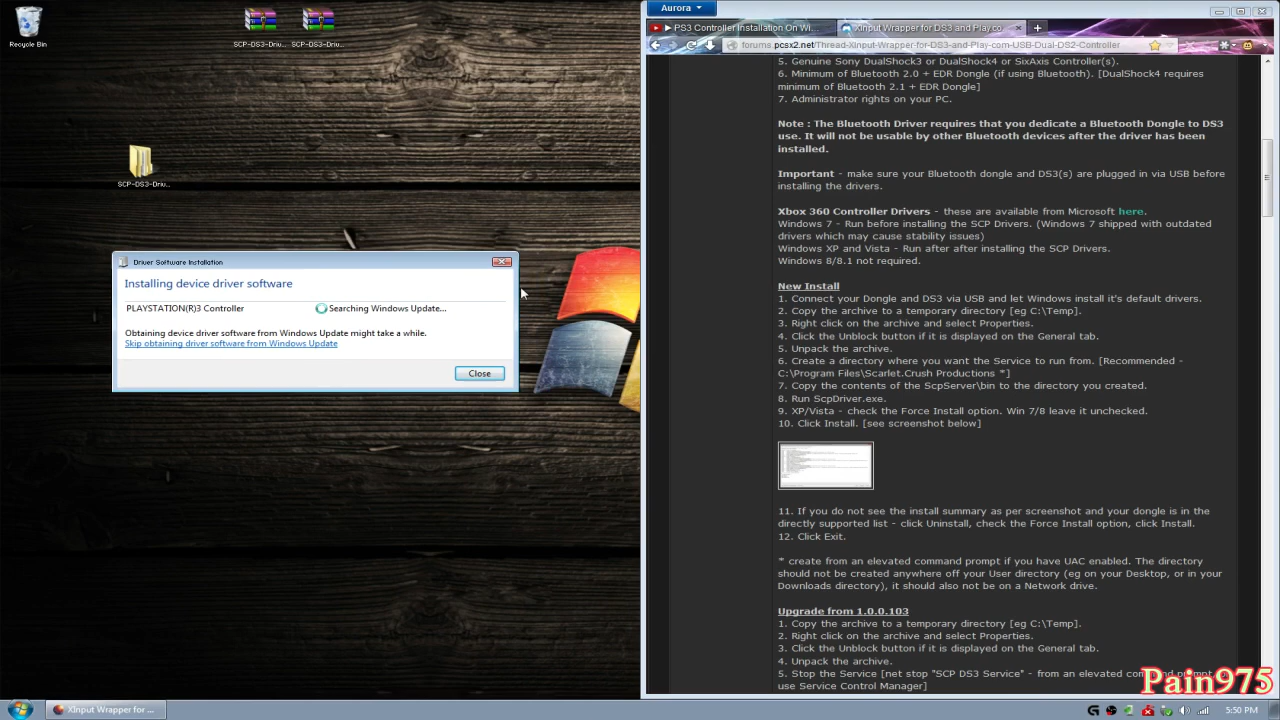 Recycle Bin
SCP-DS3-Driv...
SCP-DS3-Driv...
SCP-DS3-Driv...
Driver Software Installation
Installing device driver software
PLAYSTATION(R)3 Controller
Searching Windows Update...
Obtaining device driver software from Windows Update might take a while.
Skip obtaining driver software from Windows Update
Close
Aurora
▶ PS3 Controller Installation On Wi...
XInput Wrapper for DS3 and Play.co...
forums.pcsx2.net/Thread-XInput-Wrapper-for-DS3-and-Play-com-USB-Dual-DS2-Controller
5. Genuine Sony DualShock3 or DualShock4 or SixAxis Controller(s).
6. Minimum of Bluetooth 2.0 + EDR Dongle (if using Bluetooth). [DualShock4 requires
minimum of Bluetooth 2.1 + EDR Dongle]
7. Administrator rights on your PC.
Note : The Bluetooth Driver requires that you dedicate a Bluetooth Dongle to DS3
use. It will not be usable by other Bluetooth devices after the driver has been
installed.
Important - make sure your Bluetooth dongle and DS3(s) are plugged in via USB before
installing the drivers.
Xbox 360 Controller Drivers - these are available from Microsoft here.
Windows 7 - Run before installing the SCP Drivers. (Windows 7 shipped with outdated
drivers which may cause stability issues)
Windows XP and Vista - Run after after installing the SCP Drivers.
Windows 8/8.1 not required.
New Install
1. Connect your Dongle and DS3 via USB and let Windows install it's default drivers.
2. Copy the archive to a temporary directory [eg C:\Temp].
3. Right click on the archive and select Properties.
4. Click the Unblock button if it is displayed on the General tab.
5. Unpack the archive.
6. Create a directory where you want the Service to run from. [Recommended -
C:\Program Files\Scarlet.Crush Productions *]
7. Copy the contents of the ScpServer\bin to the directory you created.
8. Run ScpDriver.exe.
9. XP/Vista - check the Force Install option. Win 7/8 leave it unchecked.
10. Click Install. [see screenshot below]
11. If you do not see the install summary as per screenshot and your dongle is in the
directly supported list - click Uninstall, check the Force Install option, click Install.
12. Click Exit.
* create from an elevated command prompt if you have UAC enabled. The directory
should not be created anywhere off your User directory (eg on your Desktop, or in your
Downloads directory), it should also not be on a Network drive.
Upgrade from 1.0.0.103
1. Copy the archive to a temporary directory [eg C:\Temp].
2. Right click on the archive and select Properties.
3. Click the Unblock button if it is displayed on the General tab.
4. Unpack the archive.
5. Stop the Service [net stop "SCP DS3 Service" - from an elevated command prompt,
use Service Control Manager]
Pain975
XInput Wrapper for ...
5:50 PM